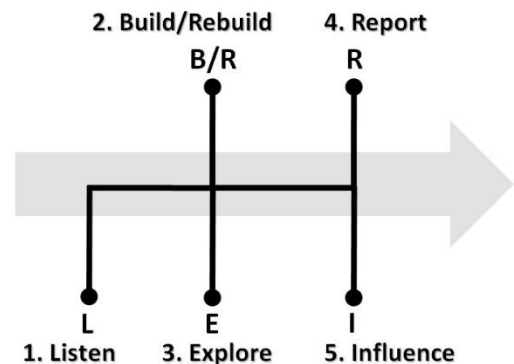 2. Build/Rebuild 4. Report
B/R R
L E I
1. Listen 3. Explore 5. Influence